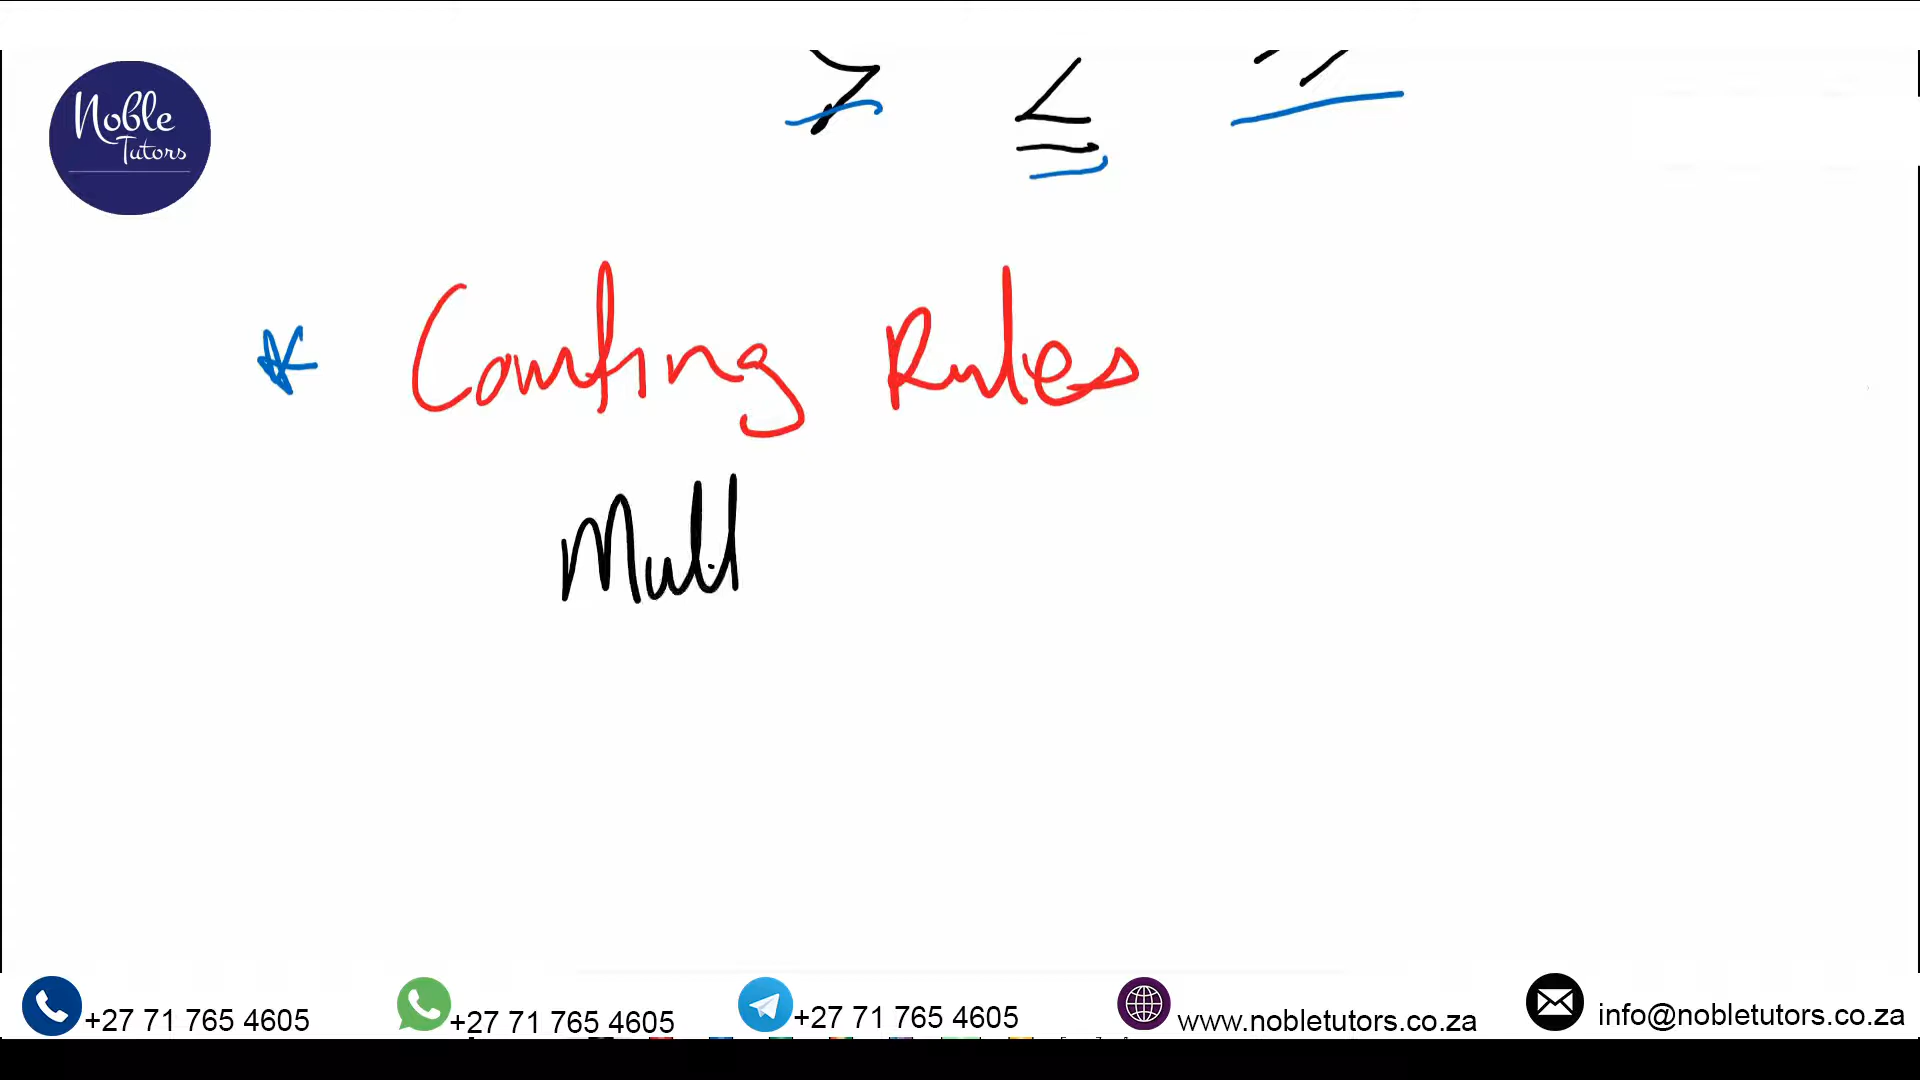 Noble
Tutors
* Counting Rules
Mult
+27 71 765 4605
+27 71 765 4605
+27 71 765 4605
www.nobletutors.co.za
info@nobletutors.co.za